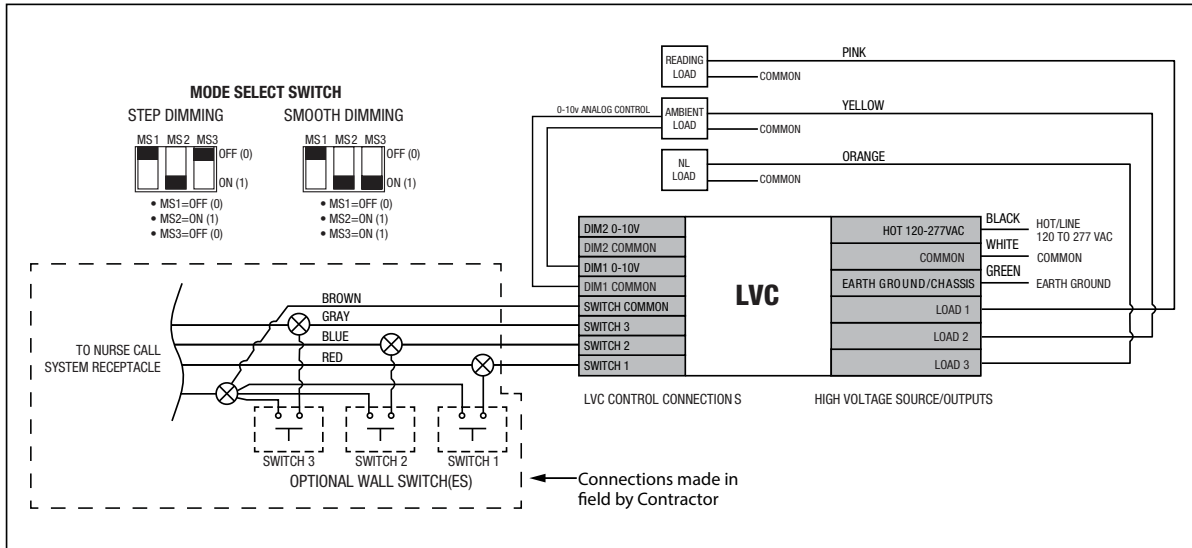 MODE SELECT SWITCH
STEP DIMMING
MS1 MS2 MS3
OFF (0)
ON (1)
• MS1=OFF (0)
• MS2=ON (1)
• MS3=OFF (0)
SMOOTH DIMMING
MS1 MS2 MS3
OFF (0)
ON (1)
• MS1=OFF (0)
• MS2=ON (1)
• MS3=ON (1)
READING
LOAD
PINK
COMMON
0-10v ANALOG CONTROL
AMBIENT
LOAD
YELLOW
COMMON
NL
LOAD
ORANGE
COMMON
DIM2 0-10V
DIM2 COMMON
DIM1 0-10V
DIM1 COMMON
SWITCH COMMON
SWITCH 3
SWITCH 2
SWITCH 1
LVC
HOT 120-277VAC
COMMON
EARTH GROUND/CHASSIS
LOAD 1
LOAD 2
LOAD 3
BLACK
HOT/LINE
120 TO 277 VAC
WHITE
COMMON
GREEN
EARTH GROUND
LVC CONTROL CONNECTIONS
HIGH VOLTAGE SOURCE/OUTPUTS
BROWN
GRAY
BLUE
RED
TO NURSE CALL
SYSTEM RECEPTACLE
SWITCH 3
SWITCH 2
SWITCH 1
OPTIONAL WALL SWITCH(ES)
Connections made in
field by Contractor